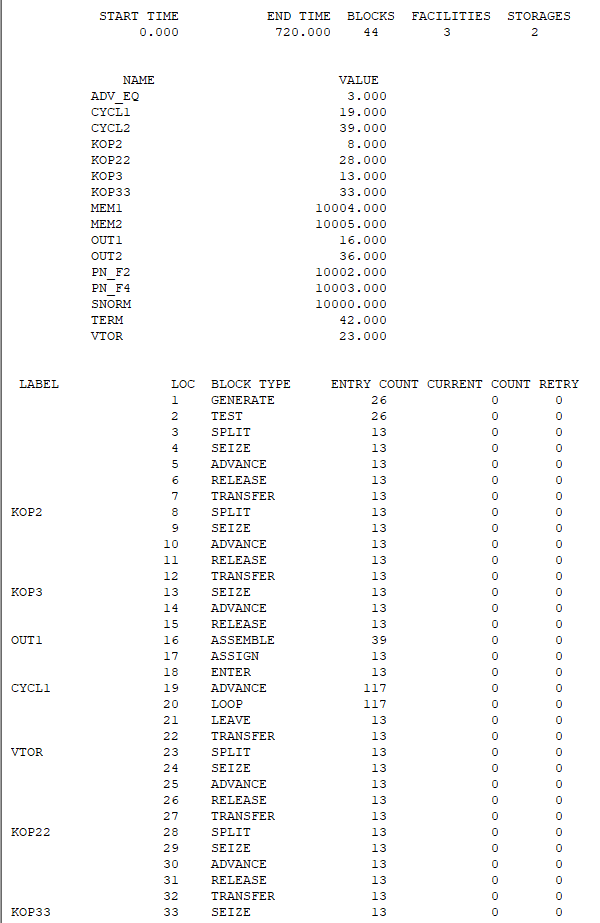 START TIME END TIME BLOCKS FACILITIES STORAGES
0.000 720.000 44 3 2
NAME VALUE
ADV_EQ 3.000
CYCL1 19.000
CYCL2 39.000
KOP2 8.000
KOP22 28.000
KOP3 13.000
KOP33 33.000
MEM1 10004.000
MEM2 10005.000
OUT1 16.000
OUT2 36.000
PN_F2 10002.000
PN_F4 10003.000
SNORM 10000.000
TERM 42.000
VTOR 23.000
LABEL LOC BLOCK TYPE ENTRY COUNT CURRENT COUNT RETRY
1 GENERATE 26 0 0
2 TEST 26 0 0
3 SPLIT 13 0 0
4 SEIZE 13 0 0
5 ADVANCE 13 0 0
6 RELEASE 13 0 0
7 TRANSFER 13 0 0
KOP2 8 SPLIT 13 0 0
9 SEIZE 13 0 0
10 ADVANCE 13 0 0
11 RELEASE 13 0 0
12 TRANSFER 13 0 0
KOP3 13 SEIZE 13 0 0
14 ADVANCE 13 0 0
15 RELEASE 13 0 0
OUT1 16 ASSEMBLE 39 0 0
17 ASSIGN 13 0 0
18 ENTER 13 0 0
CYCL1 19 ADVANCE 117 0 0
20 LOOP 117 0 0
21 LEAVE 13 0 0
22 TRANSFER 13 0 0
VTOR 23 SPLIT 13 0 0
24 SEIZE 13 0 0
25 ADVANCE 13 0 0
26 RELEASE 13 0 0
27 TRANSFER 13 0 0
KOP22 28 SPLIT 13 0 0
29 SEIZE 13 0 0
30 ADVANCE 13 0 0
31 RELEASE 13 0 0
32 TRANSFER 13 0 0
KOP33 33 SEIZE 13 0 0